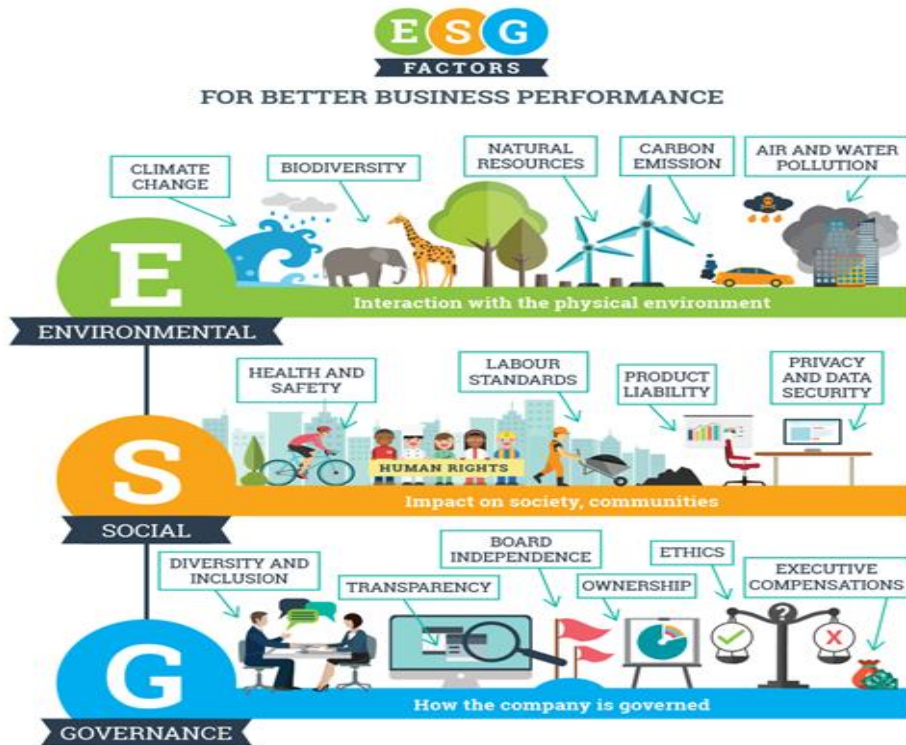 E S G
FACTORS
FOR BETTER BUSINESS PERFORMANCE
CLIMATE
CHANGE
BIODIVERSITY
NATURAL
RESOURCES
CARBON
EMISSION
AIR AND WATER
POLLUTION
E
Interaction with the physical environment
ENVIRONMENTAL
HEALTH AND
SAFETY
LABOUR
STANDARDS
PRODUCT
LIABILITY
PRIVACY
AND DATA
SECURITY
HUMAN RIGHTS
S
Impact on society, communities
SOCIAL
DIVERSITY AND
INCLUSION
TRANSPARENCY
BOARD
INDEPENDENCE
OWNERSHIP
ETHICS
EXECUTIVE
COMPENSATIONS
?
G
How the company is governed
GOVERNANCE